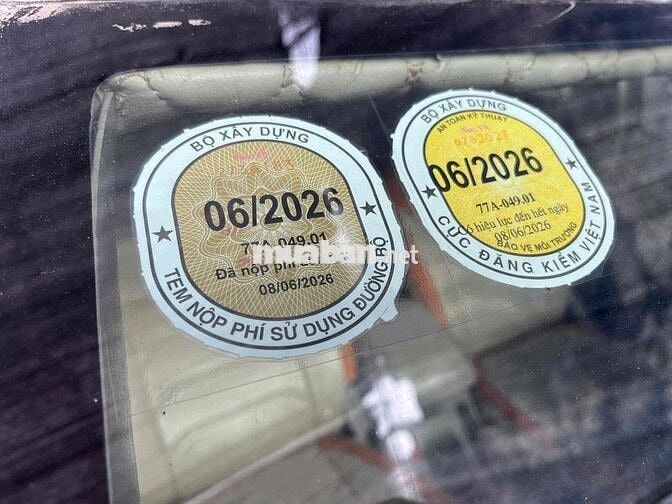 BỘ XÂY DỰNG
06/2026
77A-049.01
Đã nộp phí
08/06/2026
TEM NỘP PHÍ SỬ DỤNG ĐƯỜNG BỘ
BỘ XÂY DỰNG
AN TOÀN KỸ THUẬT
06/2026
77A-049.01
hiệu lực đến hết ngày
08/06/2026
BẢO VỆ MÔI TRƯỜNG
CỤC ĐĂNG KIỂM VIỆT NAM
muaban.net